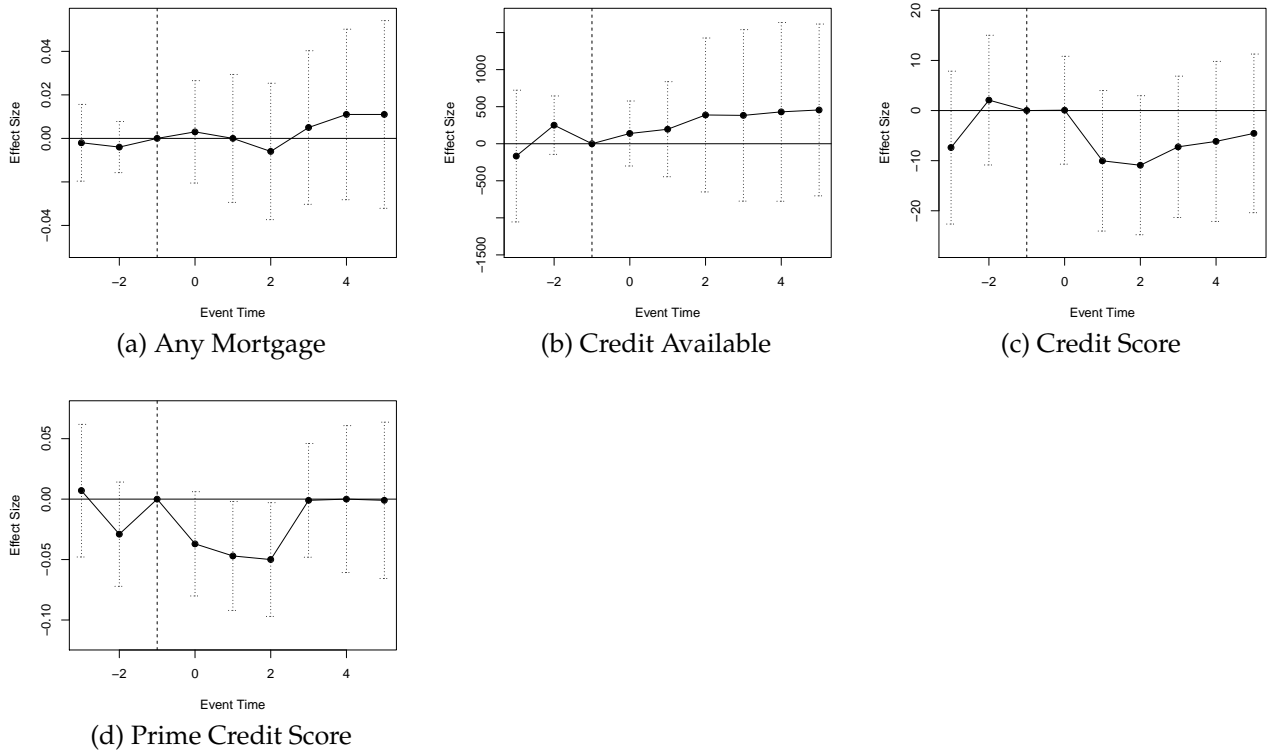 Effect Size
0.04
0.02
0.00
−0.04
−2
0
2
4
Event Time
(a) Any Mortgage
Effect Size
1000
500
0
−500
−1500
−2
0
2
4
Event Time
(b) Credit Available
Effect Size
20
10
0
−10
−20
−2
0
2
4
Event Time
(c) Credit Score
Effect Size
0.05
0.00
−0.05
−0.10
−2
0
2
4
Event Time
(d) Prime Credit Score